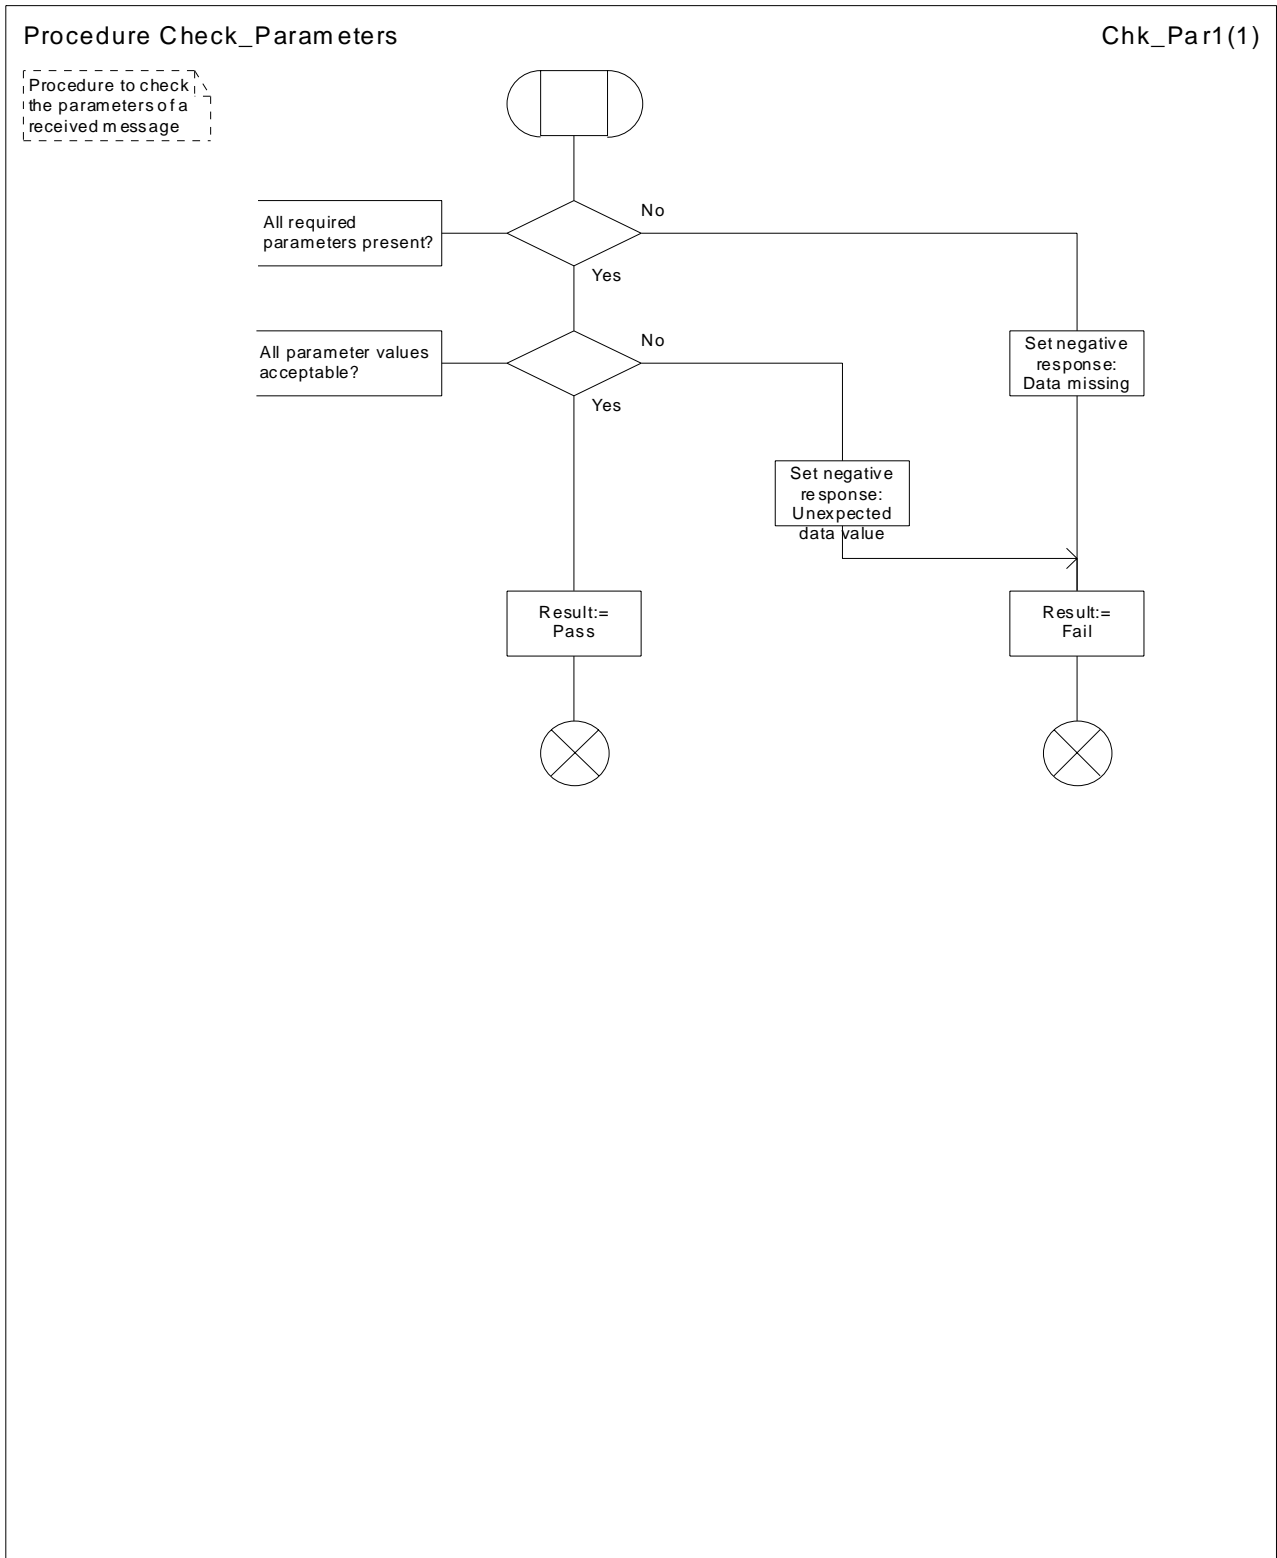 Procedure Check_Parameters
Chk_Par1(1)
Procedure to check
the parameters of a
received message
All required
parameters present?
No
Yes
All parameter values
acceptable?
No
Yes
Set negative
response:
Data missing
Set negative
response:
Unexpected
data value
Result:=
Pass
Result:=
Fail